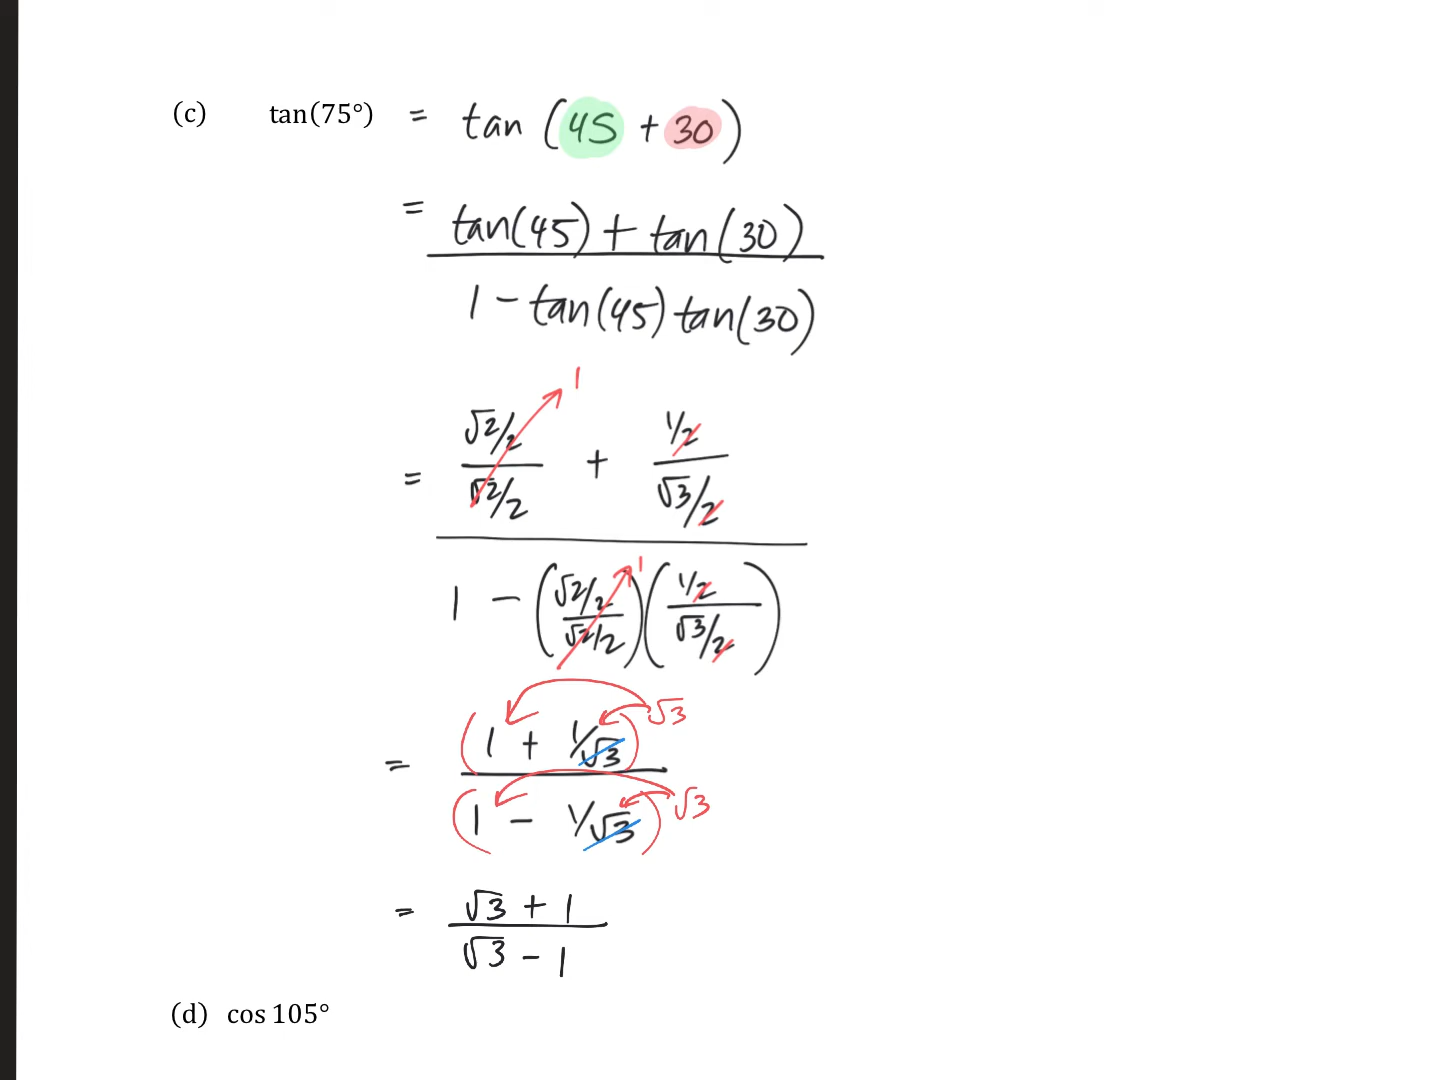 (c) tan(75°) = tan (45 + 30)
= tan(45) + tan(30)
1 - tan(45) tan(30)
1
= √2/2 + 1/2
√2/2 √3/2
1
1 - (√2/2 / √2/2)(1/2 / √3/2)
√3
= (1 + 1/√3)
(1 - 1/√3) √3
= √3 + 1
√3 - 1
(d) cos 105°